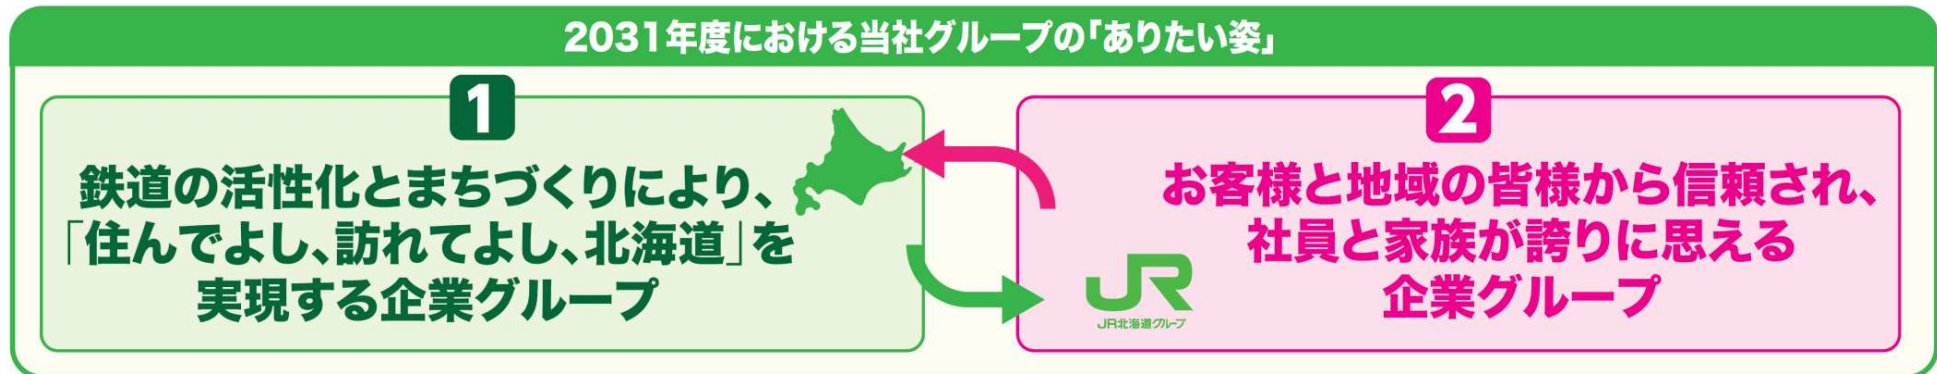 2031年度における当社グループの「ありたい姿」
1
鉄道の活性化とまちづくりにより、
「住んでよし、訪れてよし、北海道」を
実現する企業グループ
2
お客様と地域の皆様から信頼され、
社員と家族が誇りに思える
企業グループ
JR
JR北海道グループ